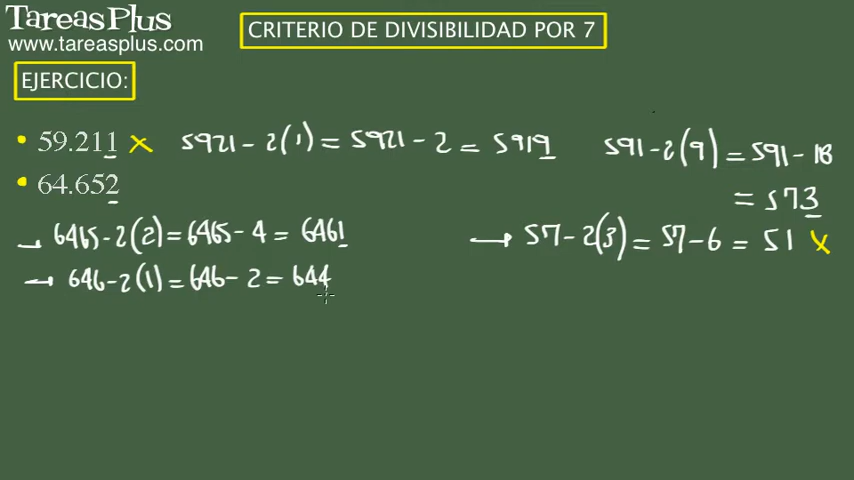 TareasPlus
www.tareasplus.com
CRITERIO DE DIVISIBILIDAD POR 7
EJERCICIO:
• 59.211 x 5921 - 2(1) = 5921 - 2 = 5919 591 - 2(9) = 591 - 18
= 573
• 64.652
→ 6465 - 2(2) = 6465 - 4 = 6461
→ 57 - 2(3) = 57 - 6 = 51 x
→ 646 - 2(1) = 646 - 2 = 644